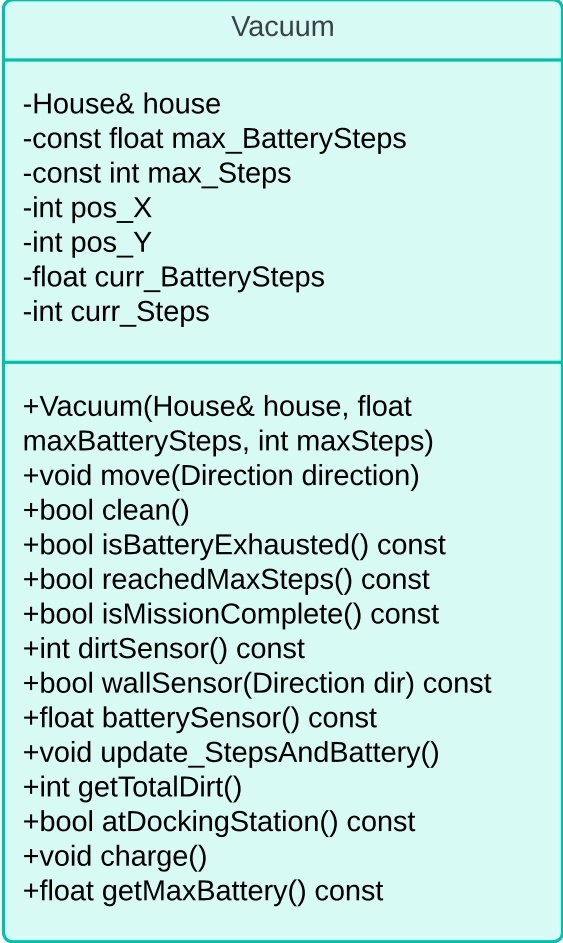 Vacuum
-House& house
-const float max_BatterySteps
-const int max_Steps
-int pos_X
-int pos_Y
-float curr_BatterySteps
-int curr_Steps
+Vacuum(House& house, float
maxBatterySteps, int maxSteps)
+void move(Direction direction)
+bool clean()
+bool isBatteryExhausted() const
+bool reachedMaxSteps() const
+bool isMissionComplete() const
+int dirtSensor() const
+bool wallSensor(Direction dir) const
+float batterySensor() const
+void update_StepsAndBattery()
+int getTotalDirt()
+bool atDockingStation() const
+void charge()
+float getMaxBattery() const